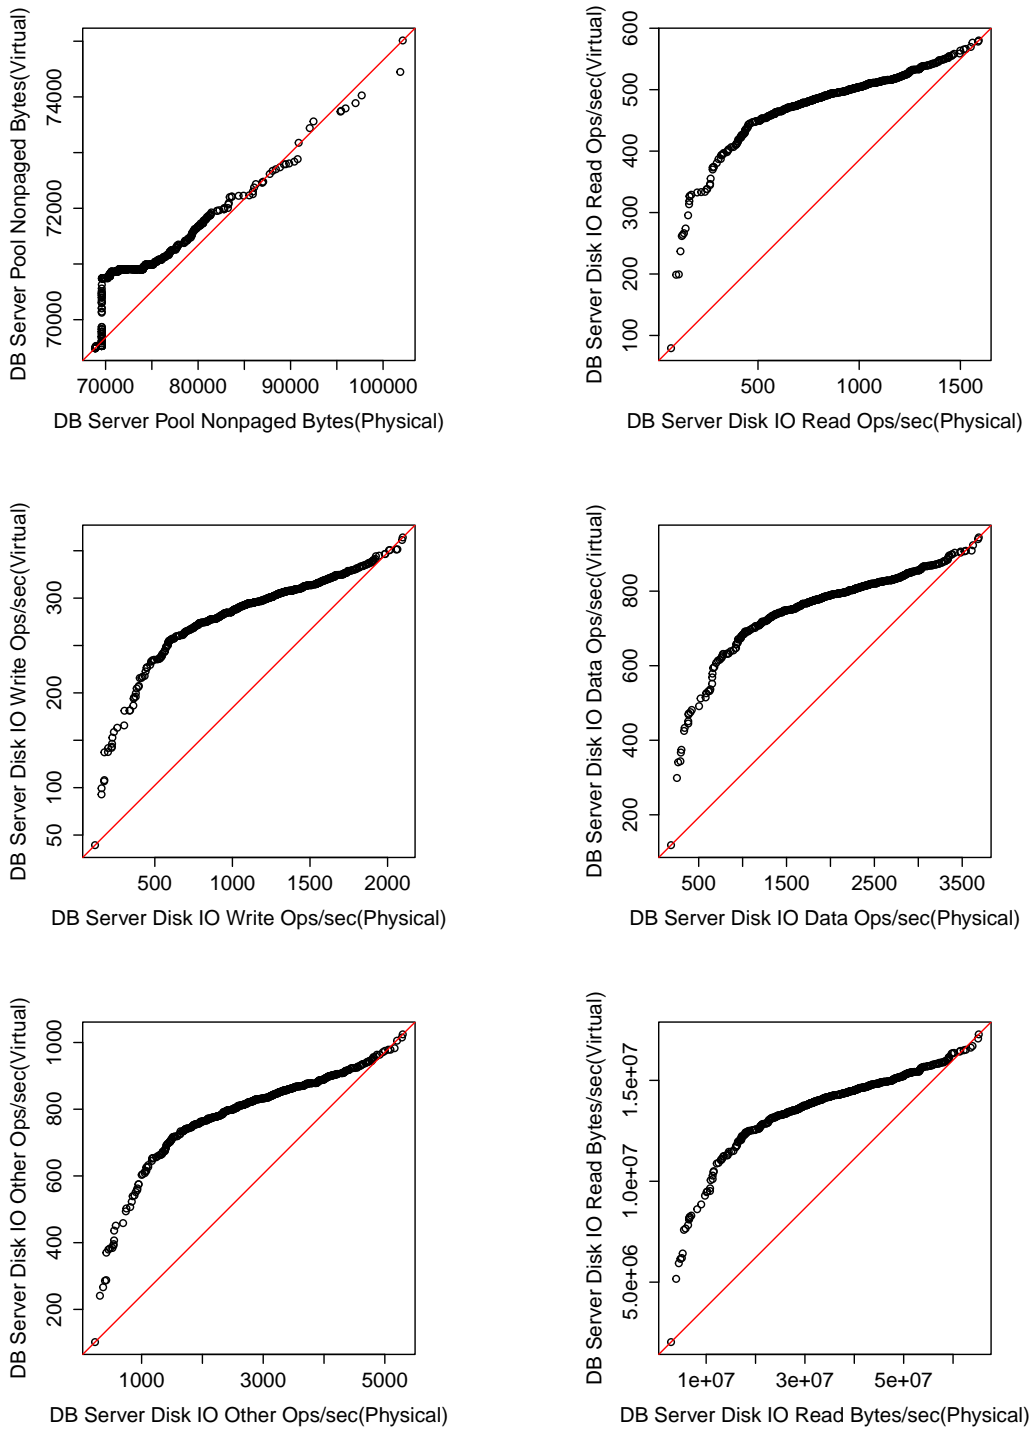 DB Server Pool Nonpaged Bytes(Virtual)
70000 72000 74000
70000 80000 90000 100000
DB Server Pool Nonpaged Bytes(Physical)
DB Server Disk IO Read Ops/sec(Virtual)
100 200 300 400 500 600
500 1000 1500
DB Server Disk IO Read Ops/sec(Physical)
DB Server Disk IO Write Ops/sec(Virtual)
50 100 200 300
500 1000 1500 2000
DB Server Disk IO Write Ops/sec(Physical)
DB Server Disk IO Data Ops/sec(Virtual)
200 400 600 800
500 1500 2500 3500
DB Server Disk IO Data Ops/sec(Physical)
DB Server Disk IO Other Ops/sec(Virtual)
200 400 600 800 1000
1000 3000 5000
DB Server Disk IO Other Ops/sec(Physical)
DB Server Disk IO Read Bytes/sec(Virtual)
5.0e+06 1.0e+07 1.5e+07
1e+07 3e+07 5e+07
DB Server Disk IO Read Bytes/sec(Physical)